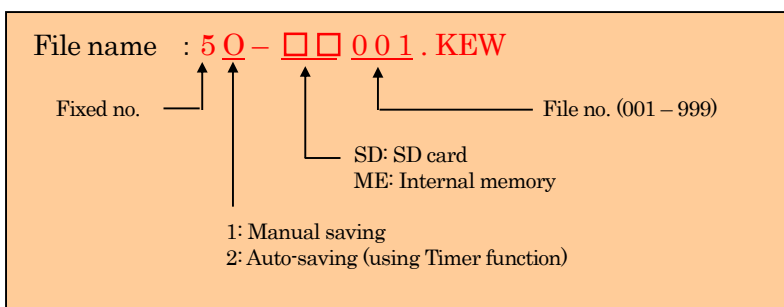 File name : 5 O – □□ 0 0 1 . KEW
Fixed no.
File no. (001 – 999)
SD: SD card
ME: Internal memory
1: Manual saving
2: Auto-saving (using Timer function)